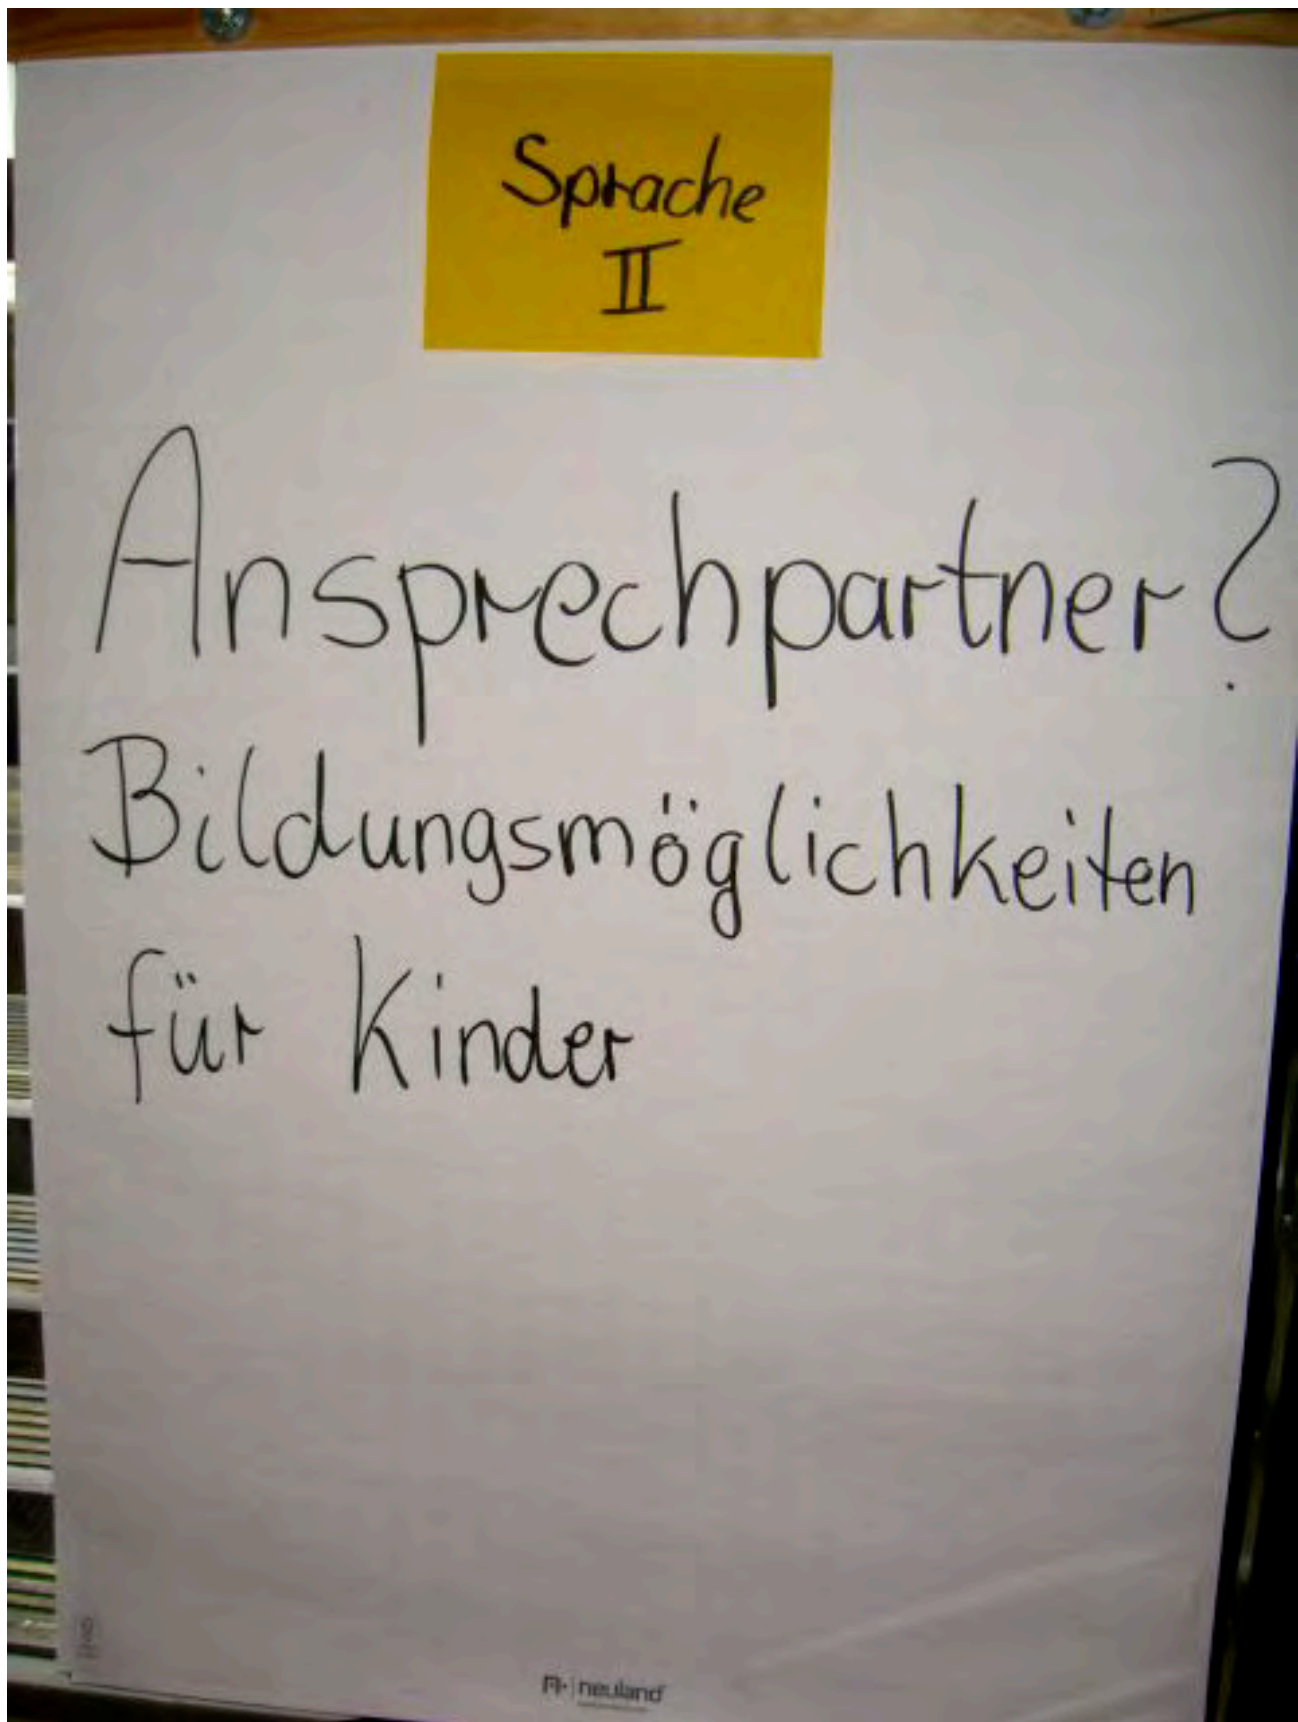 Sprache
II
Ansprechpartner?
Bildungsmöglichkeiten
für Kinder
neuland